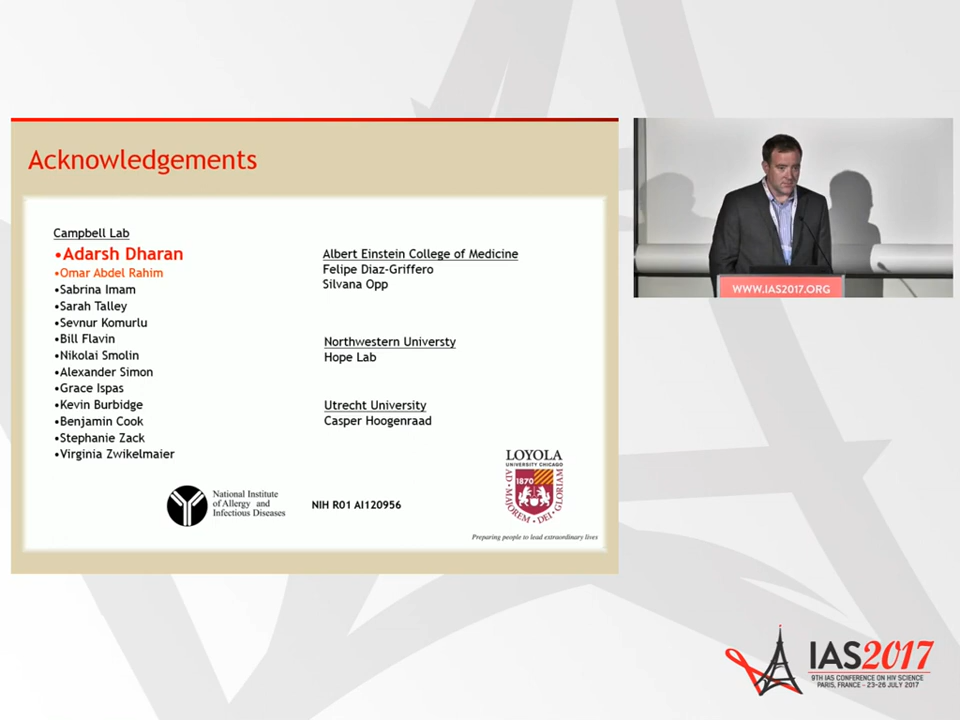 Acknowledgements
Campbell Lab
•Adarsh Dharan
•Omar Abdel Rahim
•Sabrina Imam
•Sarah Talley
•Sevnur Komurlu
•Bill Flavin
•Nikolai Smolin
•Alexander Simon
•Grace Ispas
•Kevin Burbidge
•Benjamin Cook
•Stephanie Zack
•Virginia Zwikelmaier
Albert Einstein College of Medicine
Felipe Diaz-Griffero
Silvana Opp
Northwestern Universty
Hope Lab
Utrecht University
Casper Hoogenraad
National Institute
of Allergy and
Infectious Diseases
NIH R01 AI120956
LOYOLA
UNIVERSITY CHICAGO
1870
AD • MAJOREM • DEI • GLORIAM
Preparing people to lead extraordinary lives
WWW.IAS2017.ORG
IAS2017
9TH IAS CONFERENCE ON HIV SCIENCE
PARIS, FRANCE - 23-26 JULY 2017